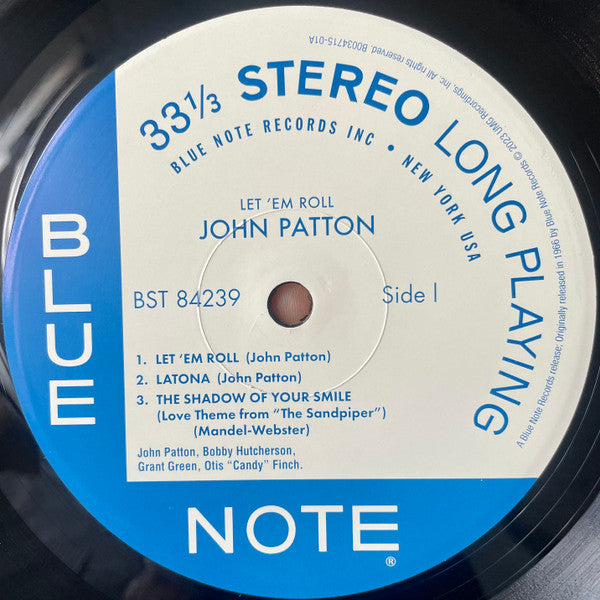 33⅓ STEREO LONG PLAYING
BLUE NOTE RECORDS INC • NEW YORK USA
LET 'EM ROLL
JOHN PATTON
BST 84239
Side I
1. LET 'EM ROLL (John Patton)
2. LATONA (John Patton)
3. THE SHADOW OF YOUR SMILE
(Love Theme from "The Sandpiper")
(Mandel-Webster)
John Patton, Bobby Hutcherson,
Grant Green, Otis "Candy" Finch.
BLUE
NOTE®
A Blue Note Records release; Originally released in 1966 by Blue Note Records © 2023 UMG Recordings, Inc. All rights reserved. B0034715-01A